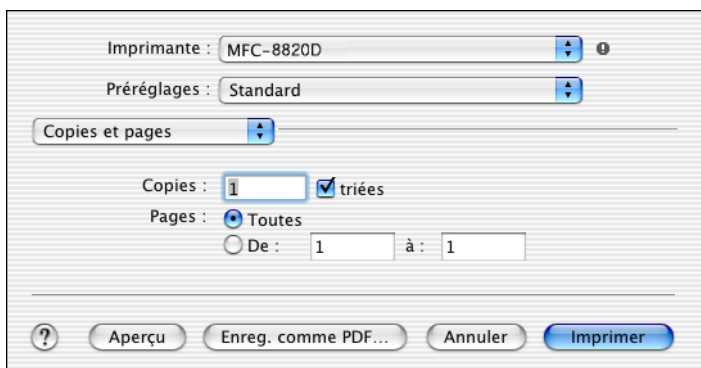 Imprimante : MFC-8820D
Préréglages : Standard
Copies et pages
Copies : 1 triées
Pages : Toutes
De : 1 à : 1
? Aperçu Enreg. comme PDF... Annuler Imprimer